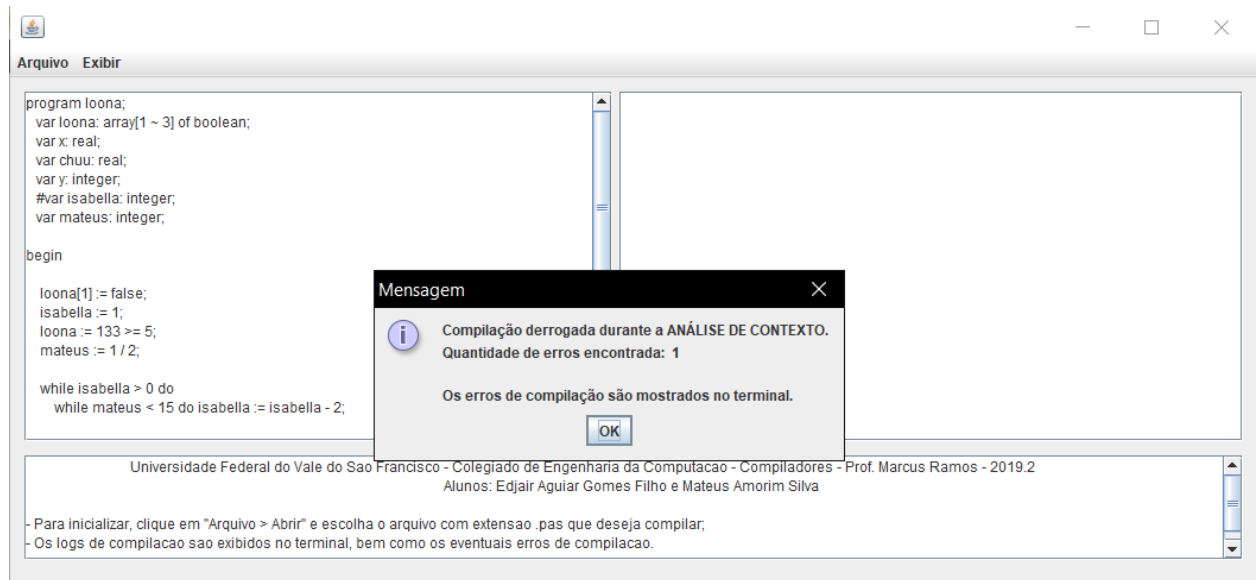 Arquivo Exibir
program loona;
var loona: array[1 ~ 3] of boolean;
var x: real;
var chuu: real;
var y: integer;
#var isabella: integer;
var mateus: integer;
begin
loona[1] := false;
isabella := 1;
loona := 133 >= 5;
mateus := 1 / 2;
while isabella > 0 do
while mateus < 15 do isabella := isabella - 2;
Mensagem
Compilação derrogada durante a ANÁLISE DE CONTEXTO.
Quantidade de erros encontrada: 1
Os erros de compilação são mostrados no terminal.
OK
Universidade Federal do Vale do Sao Francisco - Colegiado de Engenharia da Computacao - Compiladores - Prof. Marcus Ramos - 2019.2
Alunos: Edjair Aguiar Gomes Filho e Mateus Amorim Silva
- Para inicializar, clique em "Arquivo > Abrir" e escolha o arquivo com extensao .pas que deseja compilar;
- Os logs de compilacao sao exibidos no terminal, bem como os eventuais erros de compilacao.